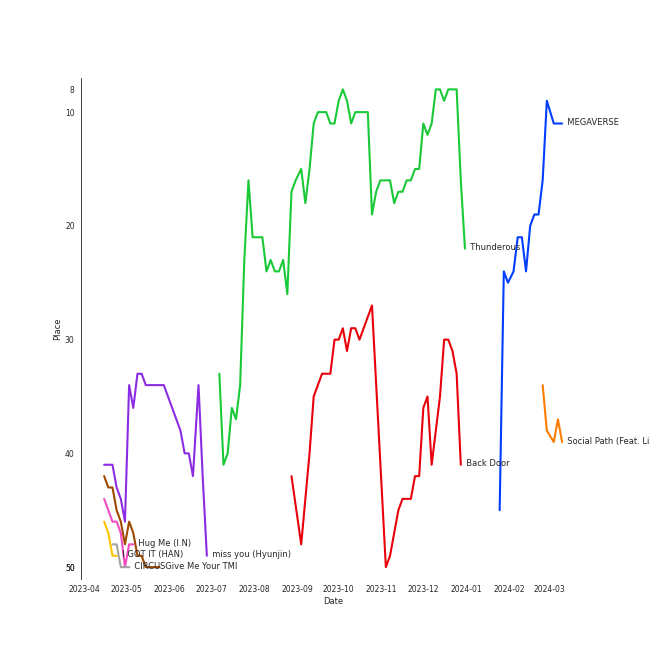 8
10
MEGAVERSE
20
Thunderous
Place
30
40
Social Path (Feat. Li
Back Door
Hug Me (I.N)
GOT IT (HAN)
miss you (Hyunjin)
CIRCUS
Give Me Your TMI
50
2023-04 2023-05 2023-06 2023-07 2023-08 2023-09 2023-10 2023-11 2023-12 2024-01 2024-02 2024-03
Date